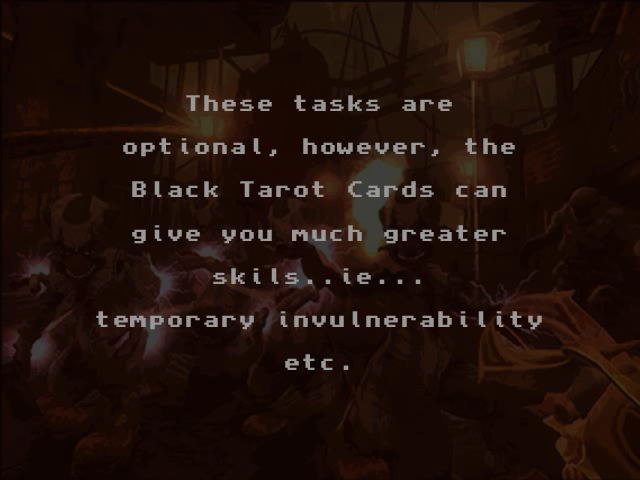 These tasks are
optional, however, the
Black Tarot Cards can
give you much greater
skils..ie...
temporary invulnerability
etc.